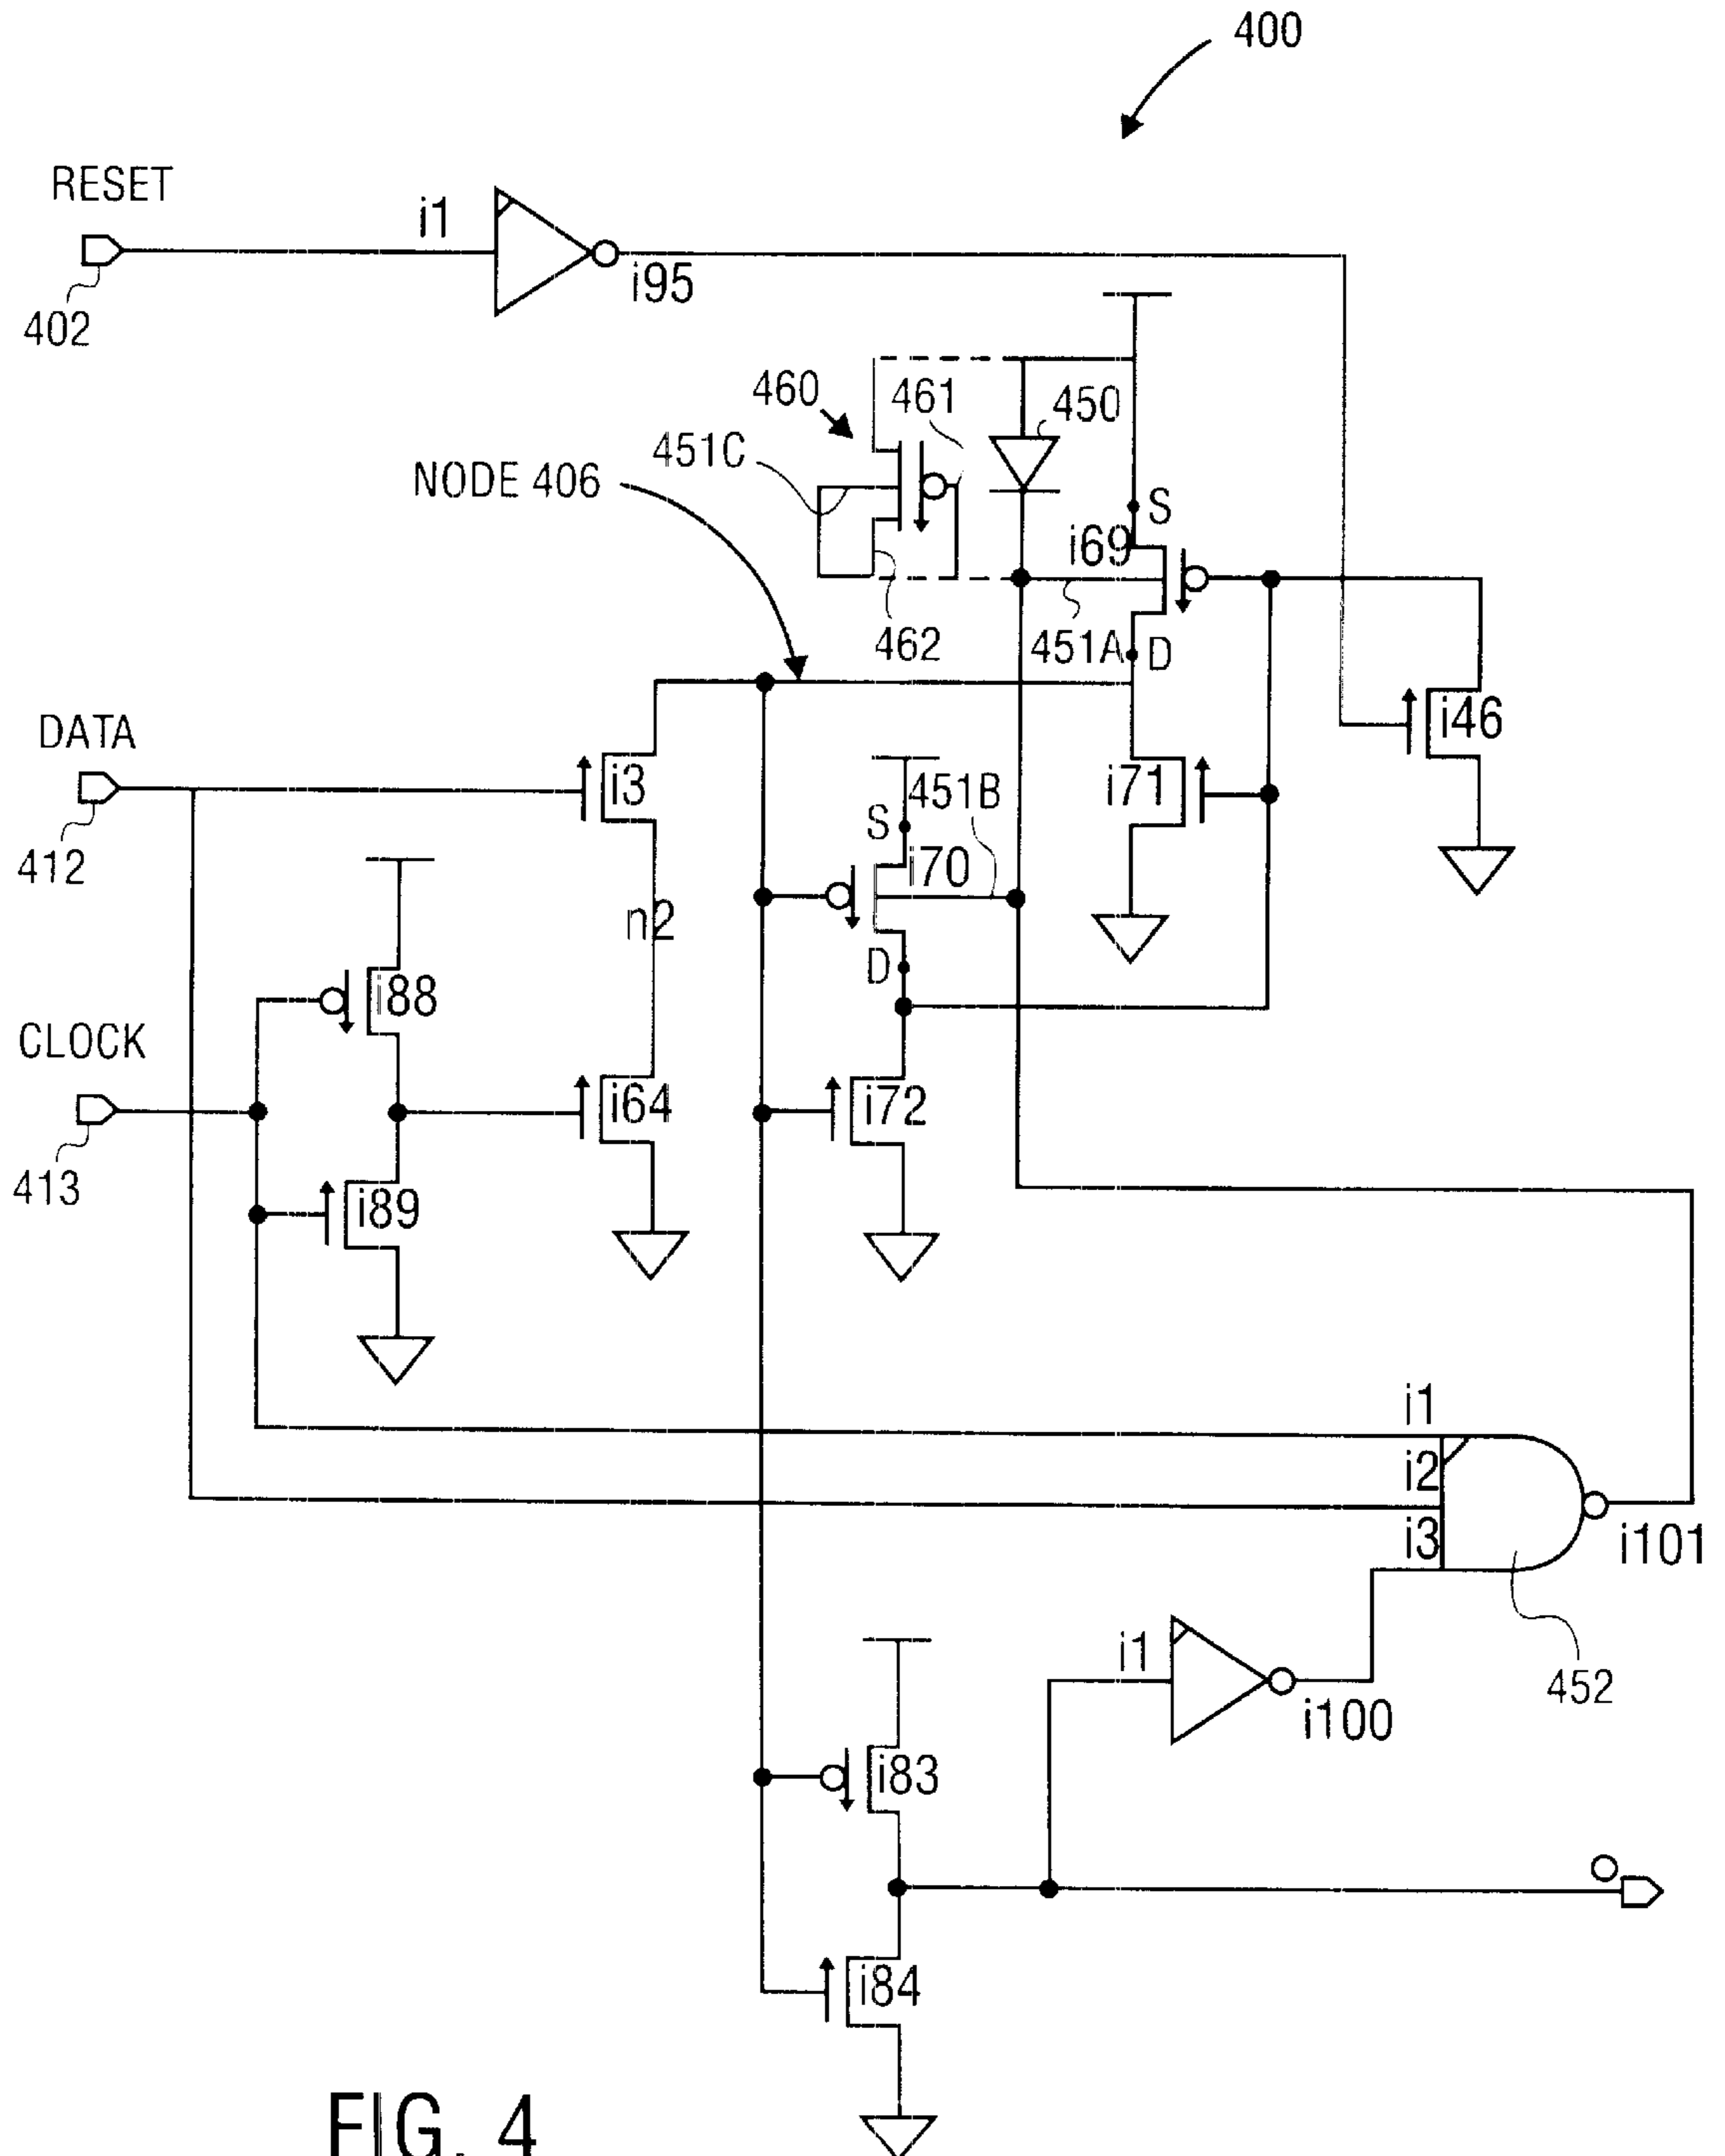 400
RESET
i1
i95
402
460
461
450
451C
NODE 406
S
i69
462
451A
D
i46
DATA
i3
i71
451B
S
412
i70
n2
D
i88
CLOCK
i64
i72
413
i89
i1
i2
i3
i101
i1
452
i100
i83
o
i84
FIG. 4